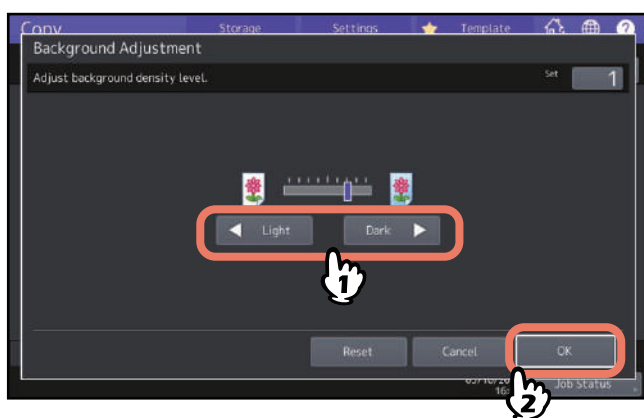 Copy Storage Settings Template
Background Adjustment
Adjust background density level. Set 1
Light Dark
1
Reset Cancel OK
Job Status
2